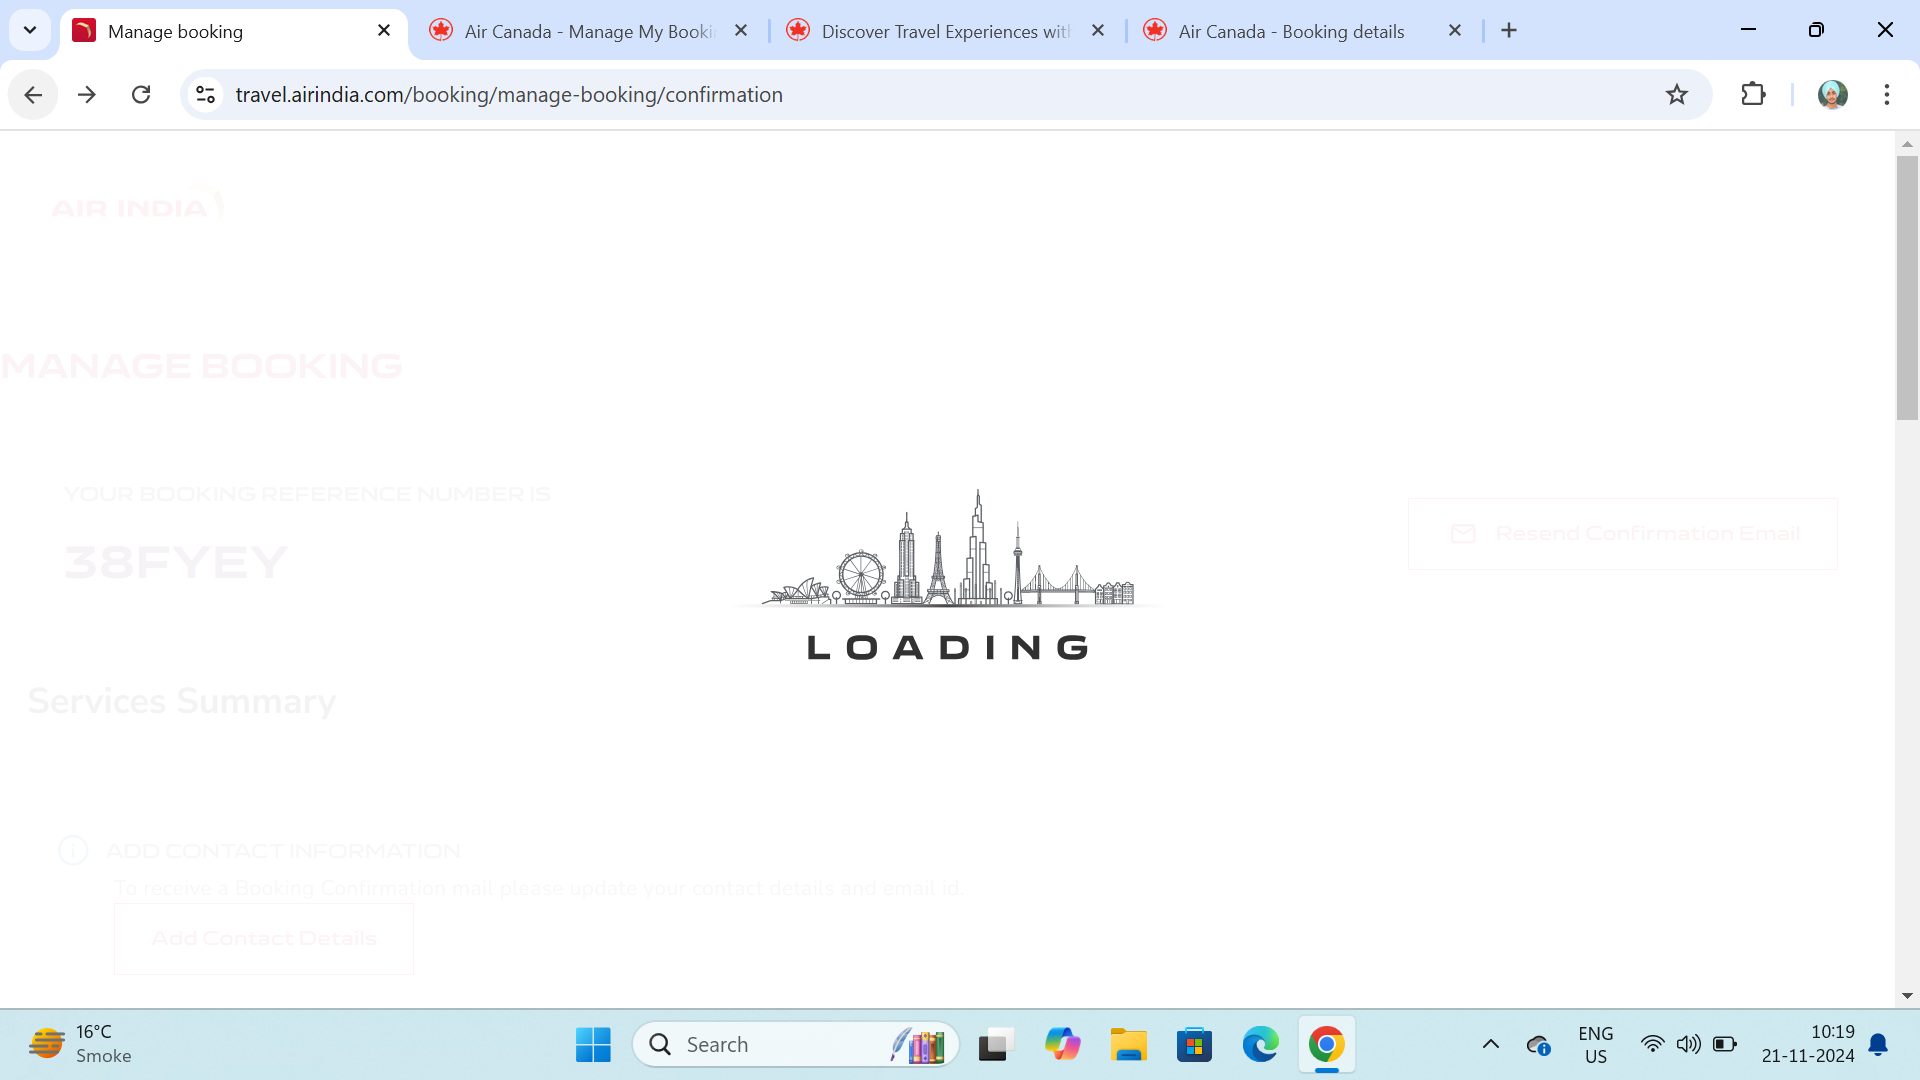 Manage booking
Air Canada - Manage My Booki
Discover Travel Experiences wit
Air Canada - Booking details
travel.airindia.com/booking/manage-booking/confirmation
AIR INDIA
MANAGE BOOKING
YOUR BOOKING REFERENCE NUMBER IS
38FYEY
Resend Confirmation Email
LOADING
Services Summary
ADD CONTACT INFORMATION
To receive a Booking Confirmation mail please update your contact details and email id.
Add Contact Details
16°C
Smoke
Search
ENG
US
10:19
21-11-2024